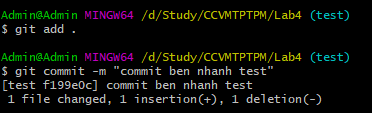 Admin@Admin MINGW64 /d/Study/CCVMTPTPM/Lab4 (test)
$ git add .
Admin@Admin MINGW64 /d/Study/CCVMTPTPM/Lab4 (test)
$ git commit -m "commit ben nhanh test"
[test f199e0c] commit ben nhanh test
1 file changed, 1 insertion(+), 1 deletion(-)